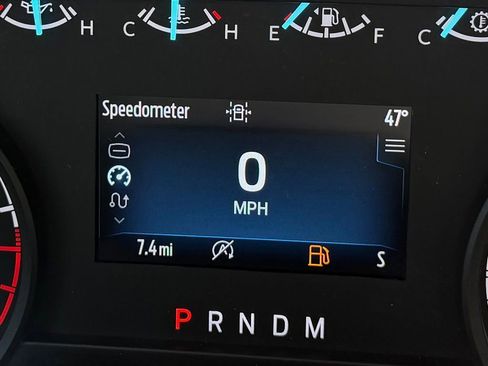 C H E F C
H
Speedometer 47°
0
MPH
7.4 mi S
P R N D M